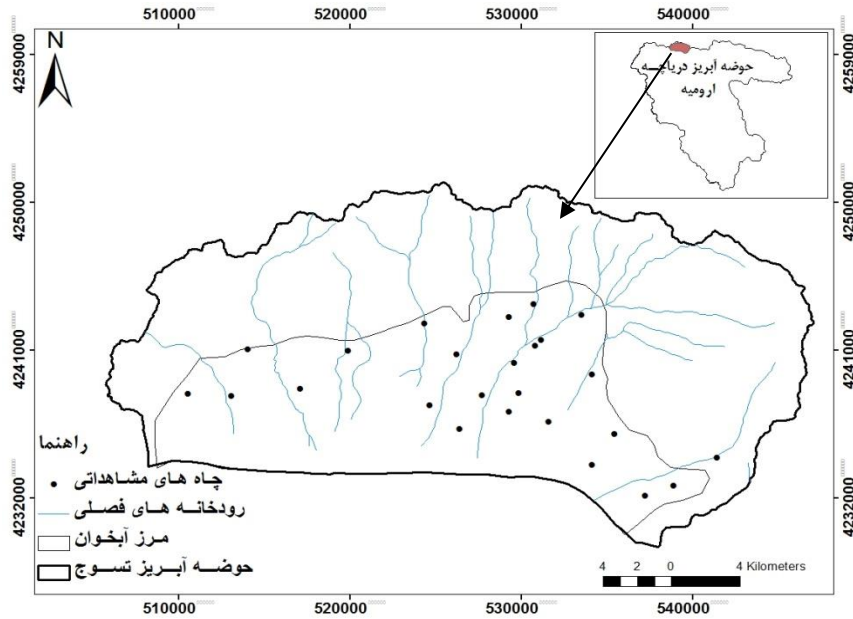 510000 520000 530000 540000
4259000 4259000
N
حوضه آبریز دریاچه
ارومیه
4250000 4250000
4241000 4241000
راهنما
چاه های مشاهداتی
رودخانه های فصلی
مرز آبخوان
حوضه آبریز تسوج
4232000 4232000
4 2 0 4 Kilometers
510000 520000 530000 540000